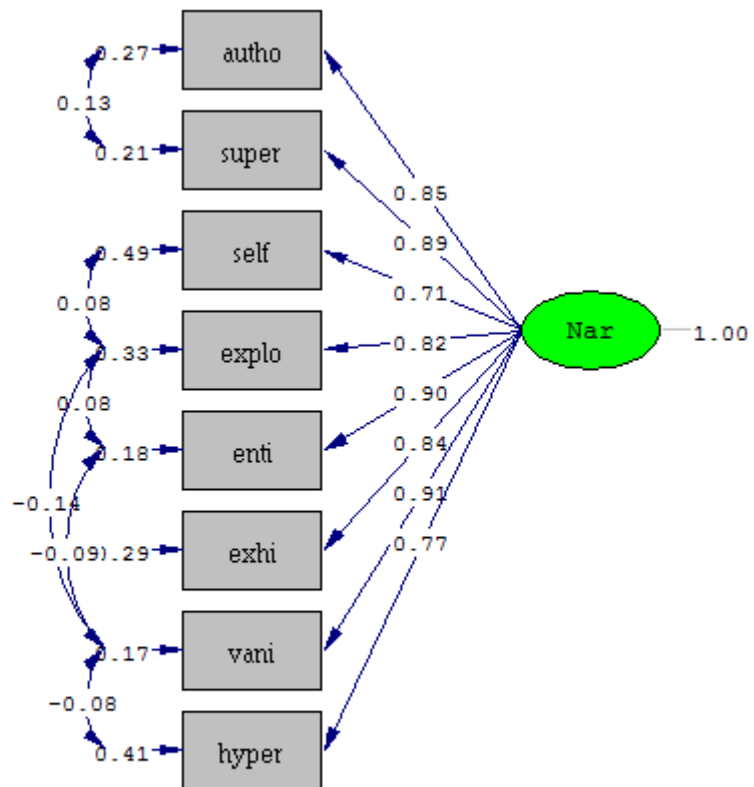 0.27 autho
0.13
0.21 super
0.85
0.89
0.49 self
0.71
0.08
Nar 1.00
0.33 explo
0.82
0.90
0.08
0.18 enti
0.84
0.91
-0.14
-0.09 0.29 exhi
0.77
0.17 vani
-0.08
0.41 hyper